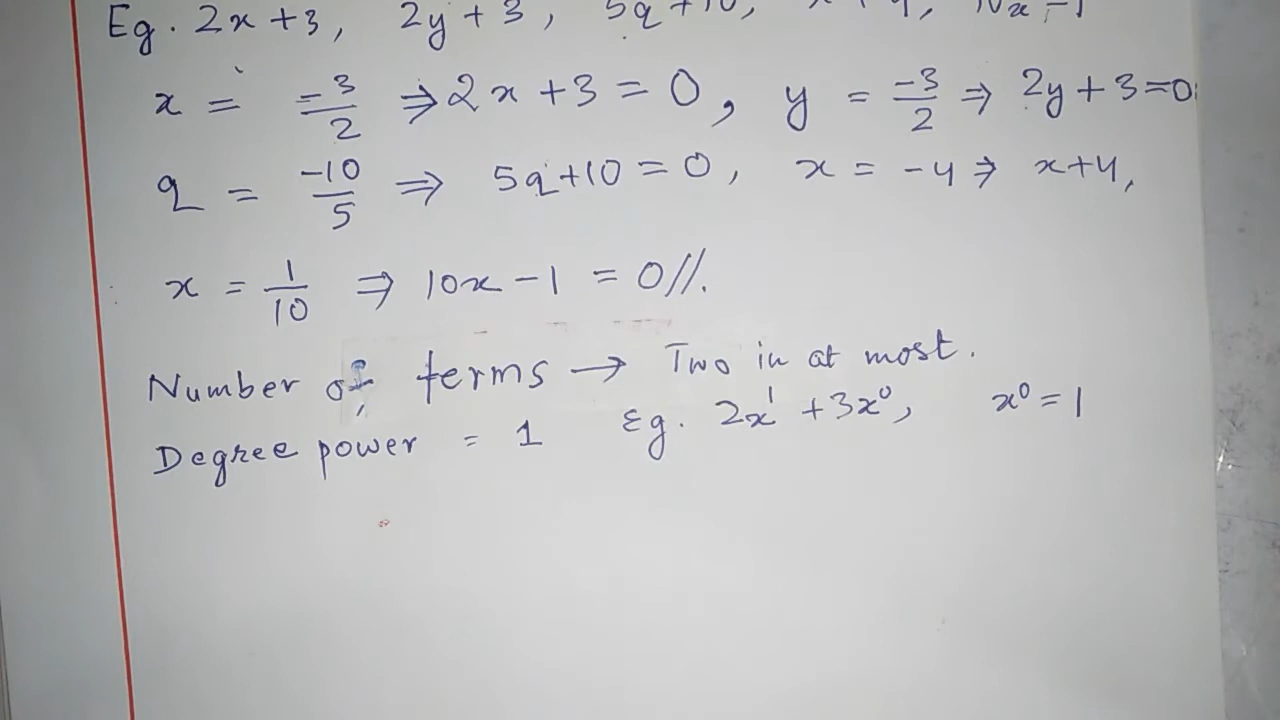 Eg. 2x + 3, 2y + 3, 5q + 10, x + 4, 10x - 1
x = -3/2 ⇒ 2x + 3 = 0, y = -3/2 ⇒ 2y + 3 = 0
q = -10/5 ⇒ 5q + 10 = 0, x = -4 ⇒ x + 4,
x = 1/10 ⇒ 10x - 1 = 0//.
Number of terms → Two in at most.
Degree power = 1 Eg. 2x¹ + 3x⁰, x⁰ = 1